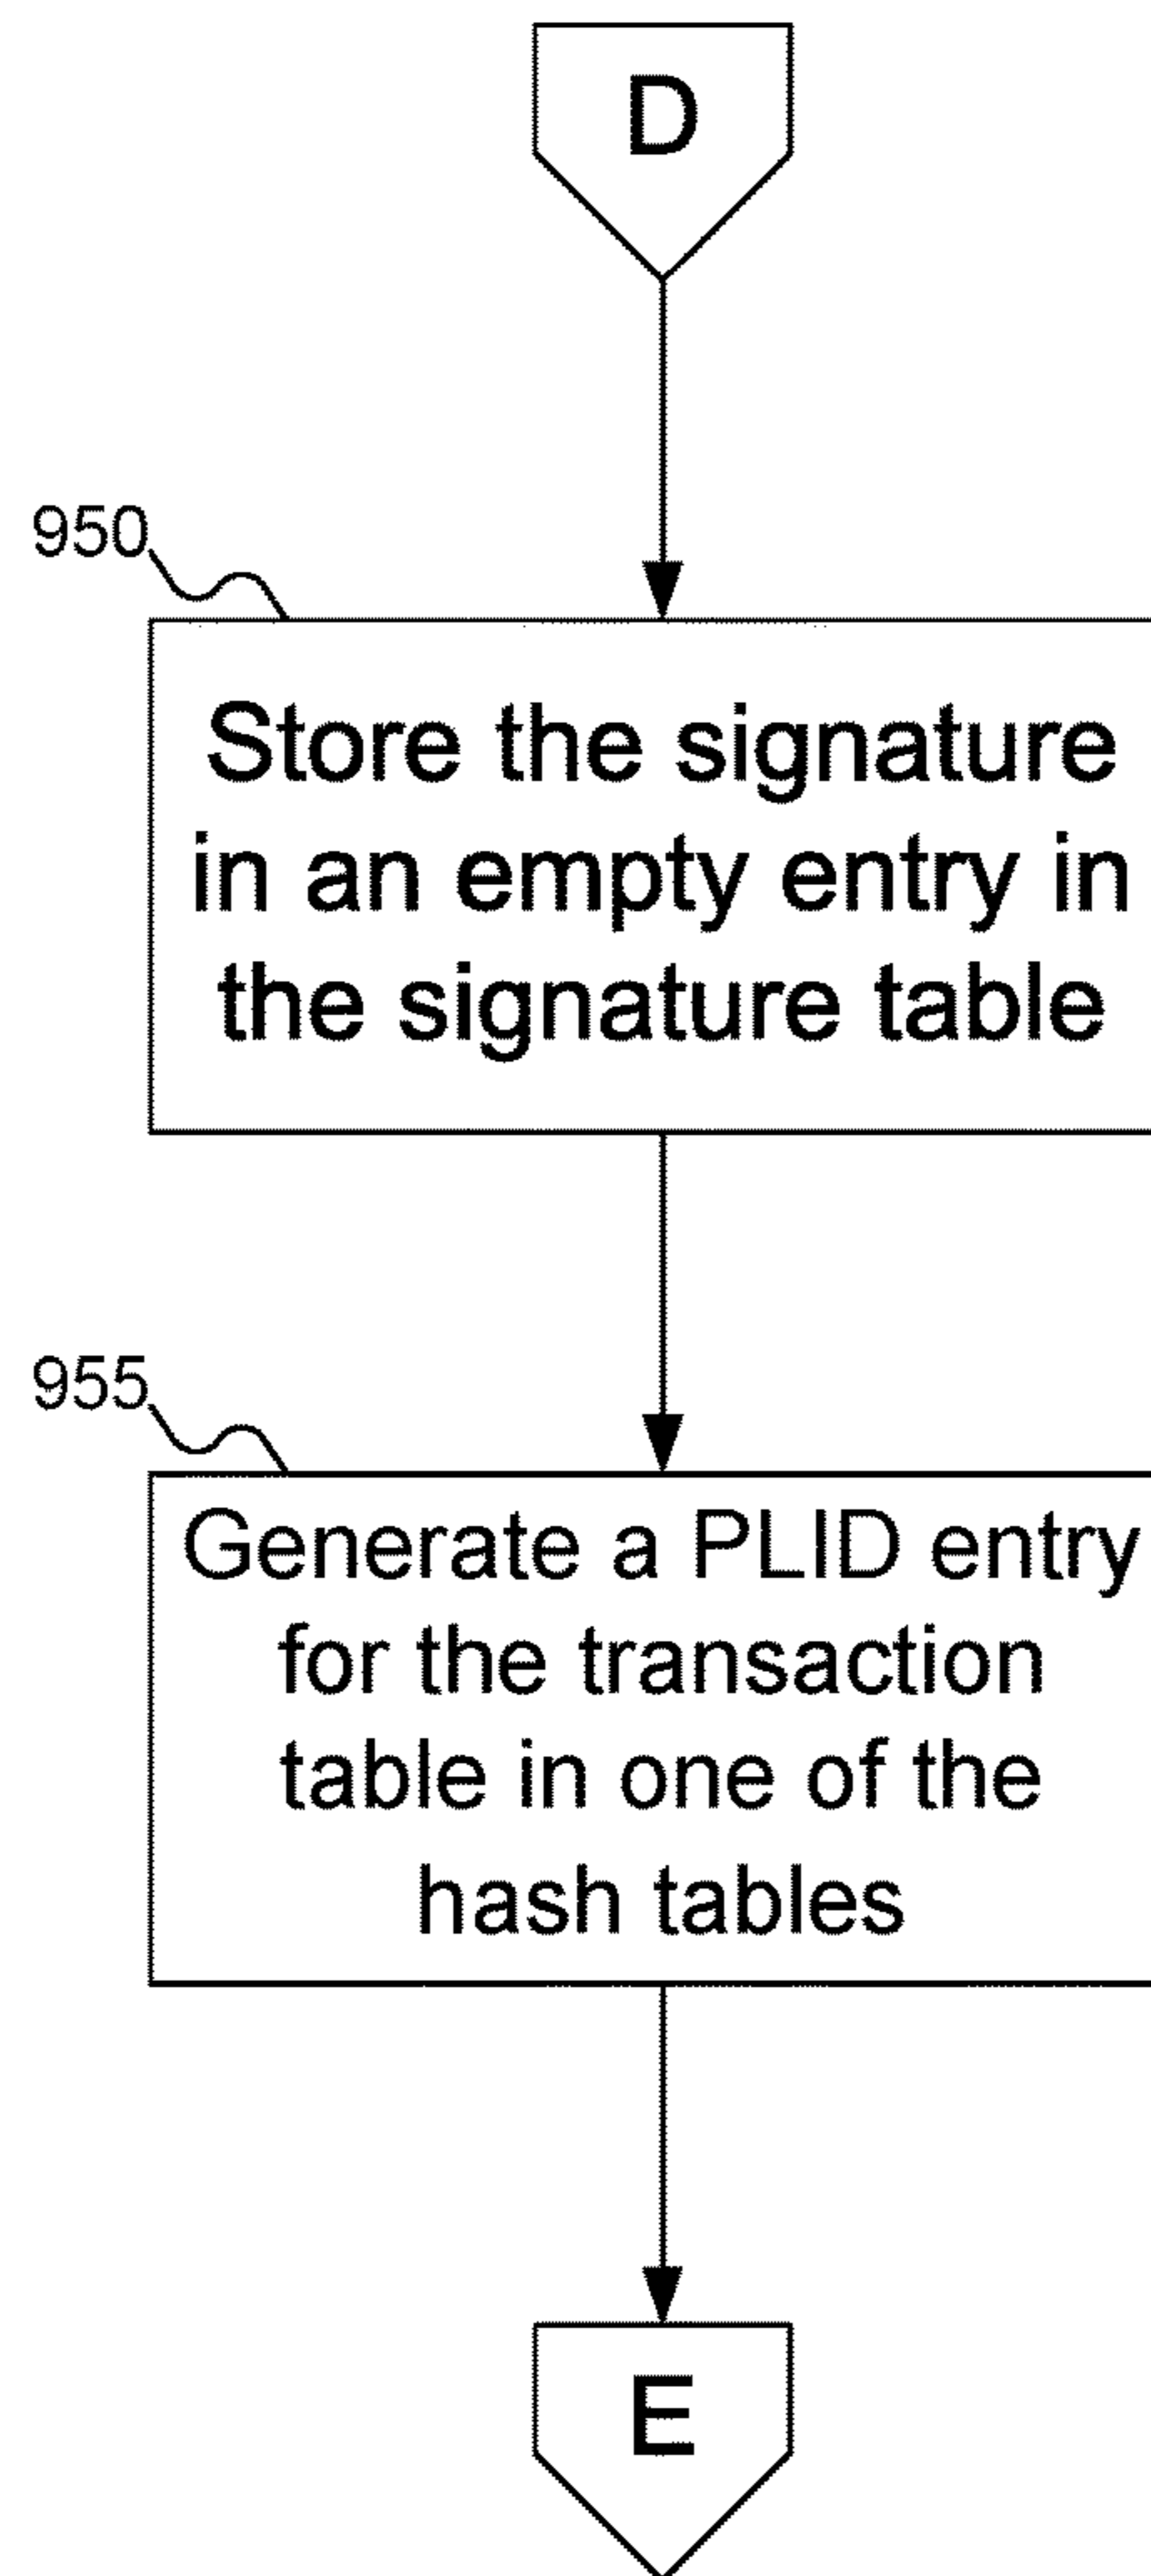 D
950
Store the signature
in an empty entry in
the signature table
955
Generate a PLID entry
for the transaction
table in one of the
hash tables
E